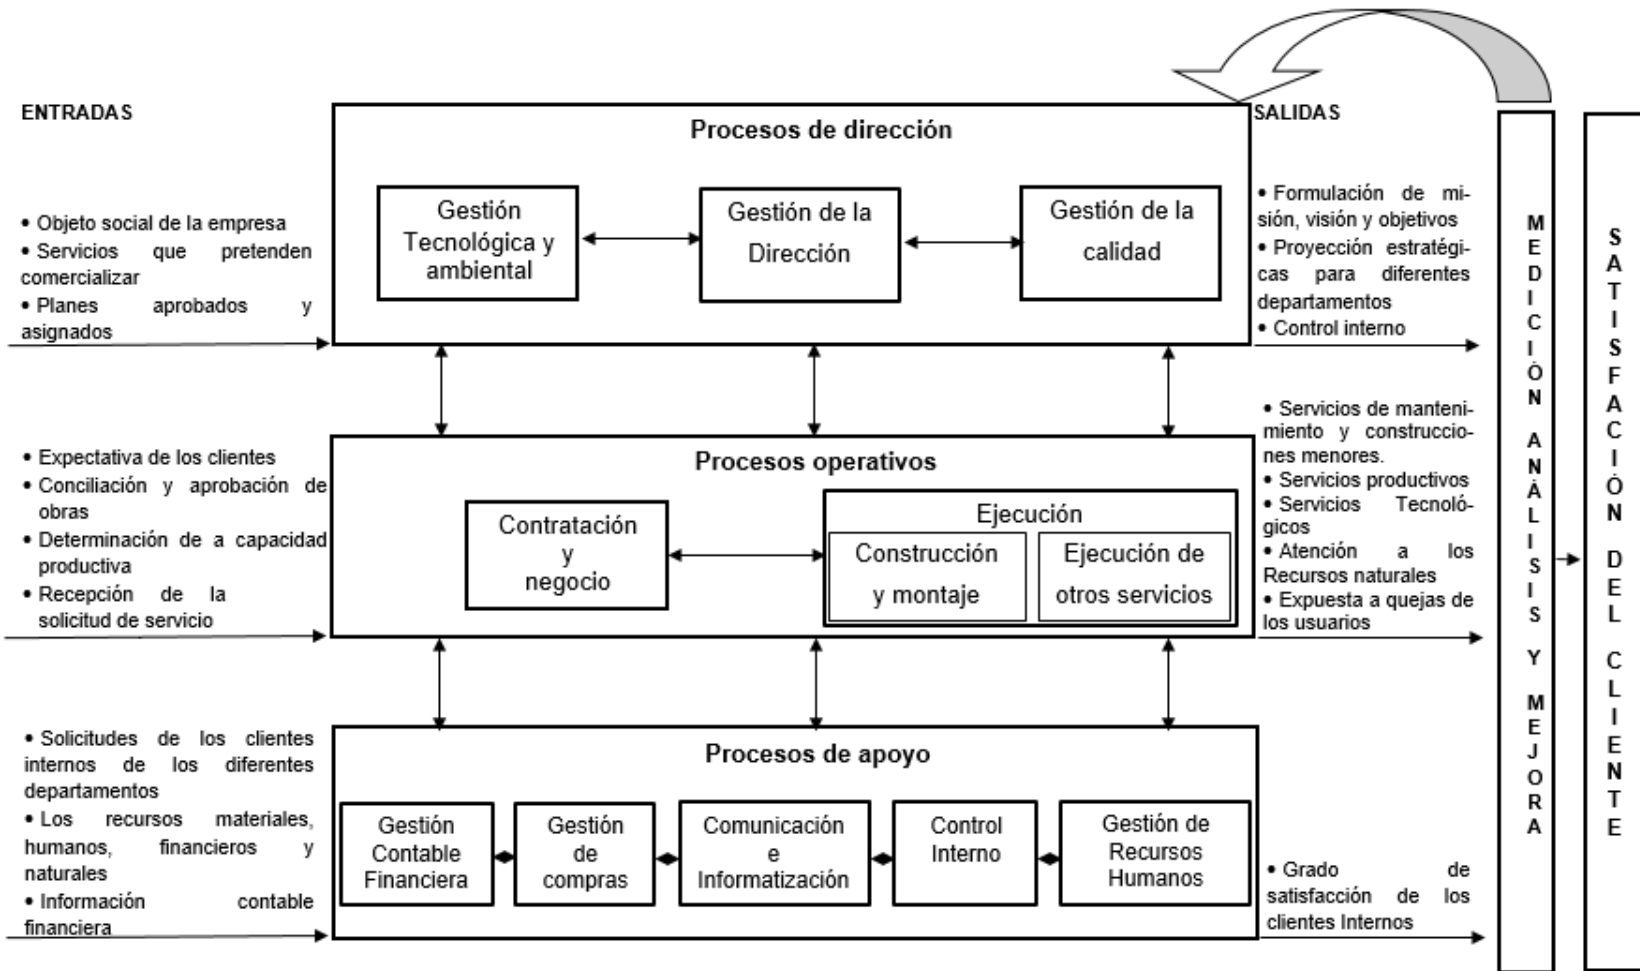 ENTRADAS
• Objeto social de la empresa
• Servicios que pretenden
comercializar
• Planes aprobados y
asignados
Procesos de dirección
Gestión
Tecnológica y
ambiental
Gestión de la
Dirección
Gestión de la
calidad
SALIDAS
• Formulación de mi-
sión, visión y objetivos
• Proyección estratégi-
cas para diferentes
departamentos
• Control interno
• Expectativa de los clientes
• Conciliación y aprobación de
obras
• Determinación de a capacidad
productiva
• Recepción de la
solicitud de servicio
Procesos operativos
Contratación
y
negocio
Ejecución
Construcción
y montaje
Ejecución de
otros servicios
• Servicios de manteni-
miento y construccio-
nes menores.
• Servicios productivos
• Servicios Tecnoló-
gicos
• Atención a los
Recursos naturales
• Expuesta a quejas de
los usuarios
• Solicitudes de los clientes
internos de los diferentes
departamentos
• Los recursos materiales,
humanos, financieros y
naturales
• Información contable
financiera
Procesos de apoyo
Gestión
Contable
Financiera
Gestión
de
compras
Comunicación
e
Informatización
Control
Interno
Gestión de
Recursos
Humanos
• Grado de
satisfacción de los
clientes Internos
MEDICIÓN ANÁLISIS Y MEJORA
SATISFACIÓN DEL CLIENTE